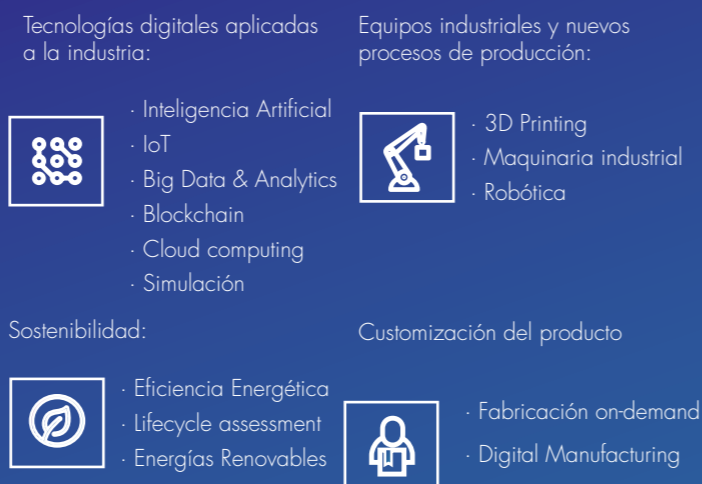 Tecnologías digitales aplicadas
a la industria:
· Inteligencia Artificial
· IoT
· Big Data & Analytics
· Blockchain
· Cloud computing
· Simulación
Equipos industriales y nuevos
procesos de producción:
· 3D Printing
· Maquinaria industrial
· Robótica
Sostenibilidad:
· Eficiencia Energética
· Lifecycle assessment
· Energías Renovables
Customización del producto
· Fabricación on-demand
· Digital Manufacturing